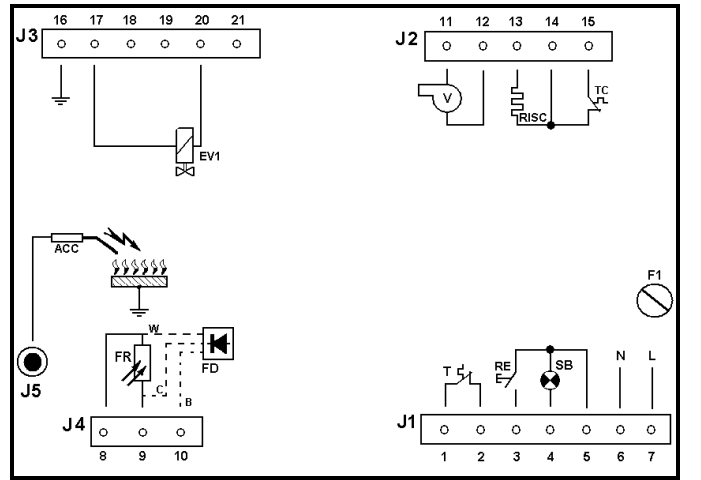 16 17 18 19 20 21
J3
EV1
11 12 13 14 15
J2
V
RISC
TC
ACC
J5
W
FR
FD
C
B
J4
8 9 10
F1
T
RE
SB
N
L
J1
1 2 3 4 5 6 7